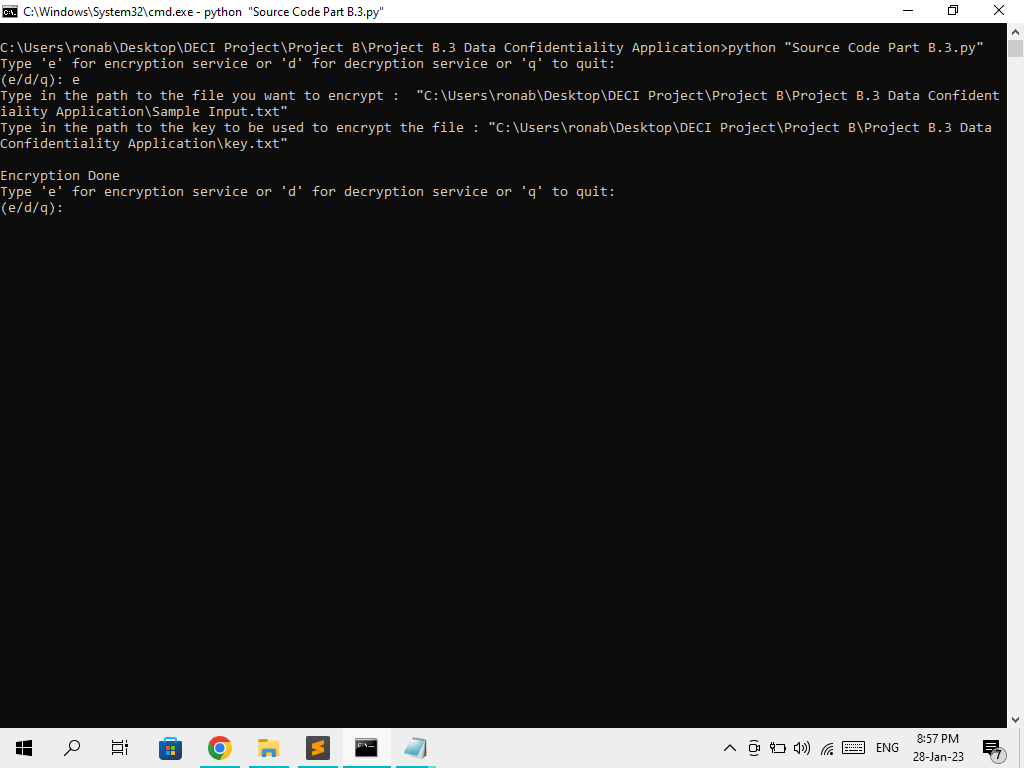 C:\Windows\System32\cmd.exe - python  "Source Code Part B.3.py"
C:\Users\ronab\Desktop\DECI Project\Project B\Project B.3 Data Confidentiality Application>python "Source Code Part B.3.py"
Type 'e' for encryption service or 'd' for decryption service or 'q' to quit:
(e/d/q): e
Type in the path to the file you want to encrypt :  "C:\Users\ronab\Desktop\DECI Project\Project B\Project B.3 Data Confident
iality Application\Sample Input.txt"
Type in the path to the key to be used to encrypt the file : "C:\Users\ronab\Desktop\DECI Project\Project B\Project B.3 Data
Confidentiality Application\key.txt"
Encryption Done
Type 'e' for encryption service or 'd' for decryption service or 'q' to quit:
(e/d/q):
ENG
8:57 PM
28-Jan-23
7